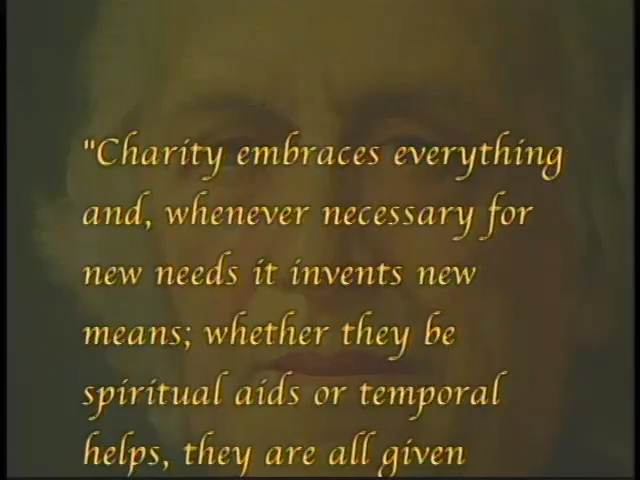 "Charity embraces everything
and, whenever necessary for
new needs it invents new
means; whether they be
spiritual aids or temporal
helps, they are all given